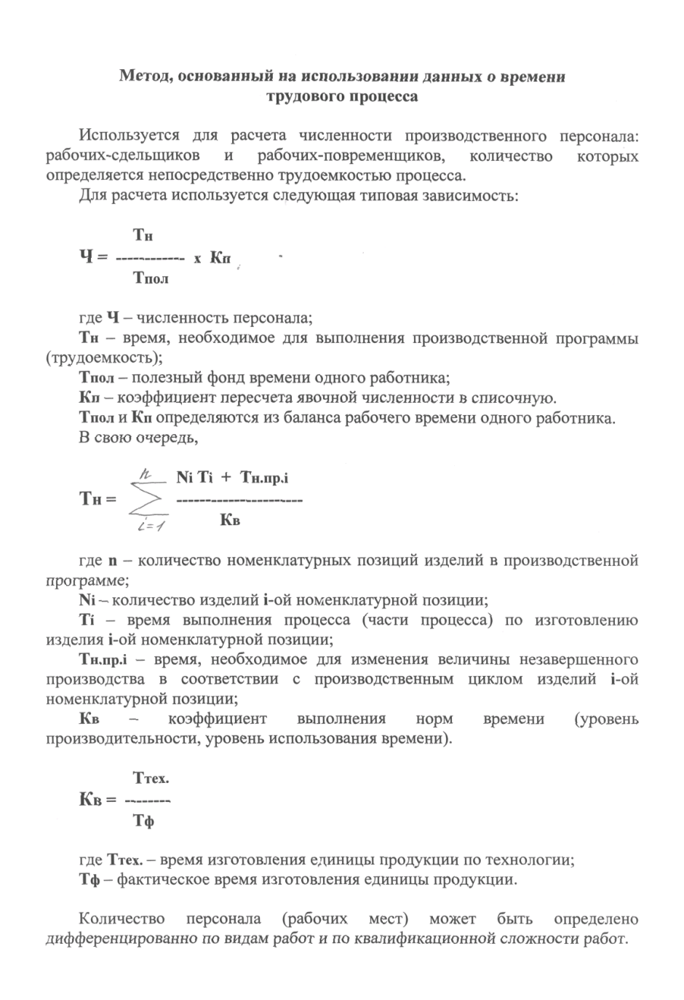 Метод, основанный на использовании данных о времени
трудового процесса
Используется для расчета численности производственного персонала:
рабочих-сдельщиков и рабочих-повременщиков, количество которых
определяется непосредственно трудоемкостью процесса.
Для расчета используется следующая типовая зависимость:
Тн
Ч = ------------ х Кп
Тпол
где Ч – численность персонала;
Тн – время, необходимое для выполнения производственной программы
(трудоемкость);
Тпол – полезный фонд времени одного работника;
Кп – коэффициент пересчета явочной численности в списочную.
Тпол и Кп определяются из баланса рабочего времени одного работника.
В свою очередь,
n Ni Ti + Тн.пр.i
Тн = ∑ ----------------------
i=1 Кв
где n – количество номенклатурных позиций изделий в производственной
программе;
Ni – количество изделий i-ой номенклатурной позиции;
Ti – время выполнения процесса (части процесса) по изготовлению
изделия i-ой номенклатурной позиции;
Тн.пр.i – время, необходимое для изменения величины незавершенного
производства в соответствии с производственным циклом изделий i-ой
номенклатурной позиции;
Кв – коэффициент выполнения норм времени (уровень
производительности, уровень использования времени).
Ттех.
Кв = --------
Тф
где Ттех. – время изготовления единицы продукции по технологии;
Тф – фактическое время изготовления единицы продукции.
Количество персонала (рабочих мест) может быть определено
дифференцированно по видам работ и по квалификационной сложности работ.